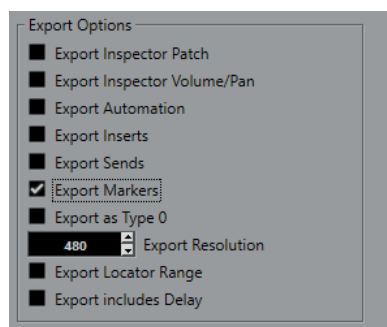 Export Options
Export Inspector Patch
Export Inspector Volume/Pan
Export Automation
Export Inserts
Export Sends
Export Markers
Export as Type 0
480 Export Resolution
Export Locator Range
Export includes Delay